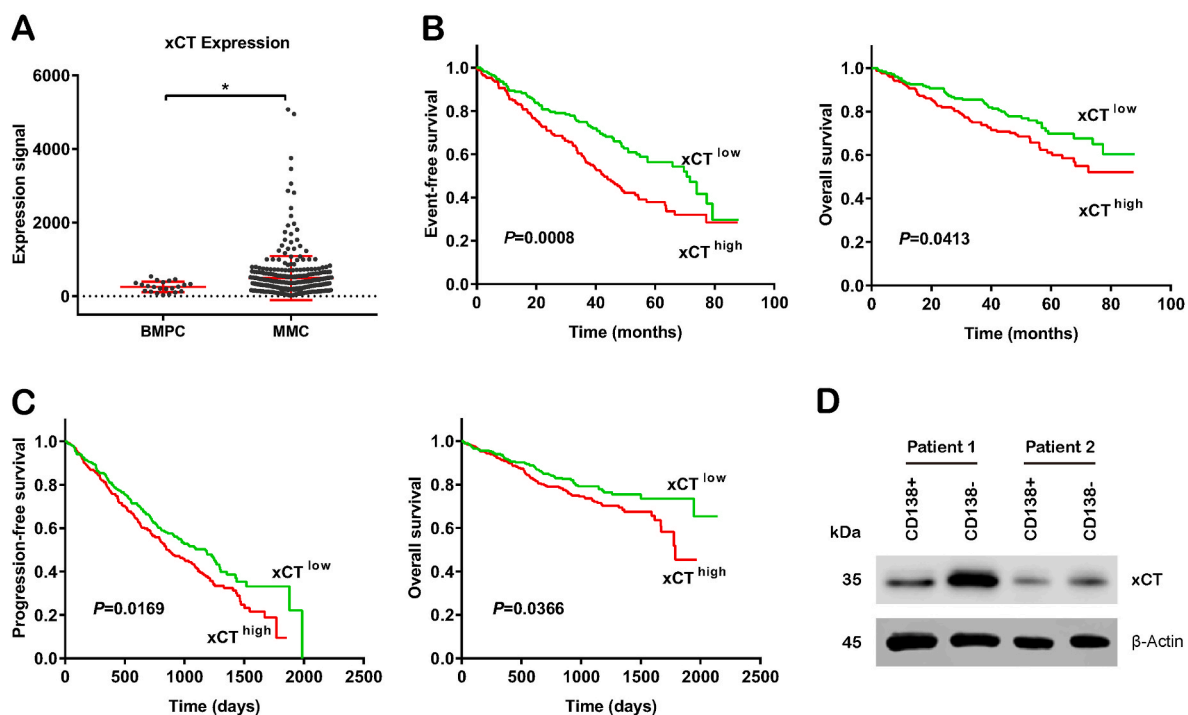 A
xCT Expression
*
Expression signal
6000
4000
2000
0
BMPC
MMC
B
Event-free survival
1.0
0.8
0.6
0.4
0.2
0.0
xCT low
xCT high
P=0.0008
0
20
40
60
80
100
Time (months)
Overall survival
1.0
0.8
0.6
0.4
0.2
0.0
xCT low
xCT high
P=0.0413
0
20
40
60
80
100
Time (months)
C
Progression-free survival
1.0
0.8
0.6
0.4
0.2
0.0
xCT low
P=0.0169
xCT high
0
500
1000
1500
2000
2500
Time (days)
Overall survival
1.0
0.8
0.6
0.4
0.2
0.0
xCT low
xCT high
P=0.0366
0
500
1000
1500
2000
2500
Time (days)
D
Patient 1
Patient 2
CD138+
CD138-
CD138+
CD138-
kDa
35
xCT
45
β-Actin